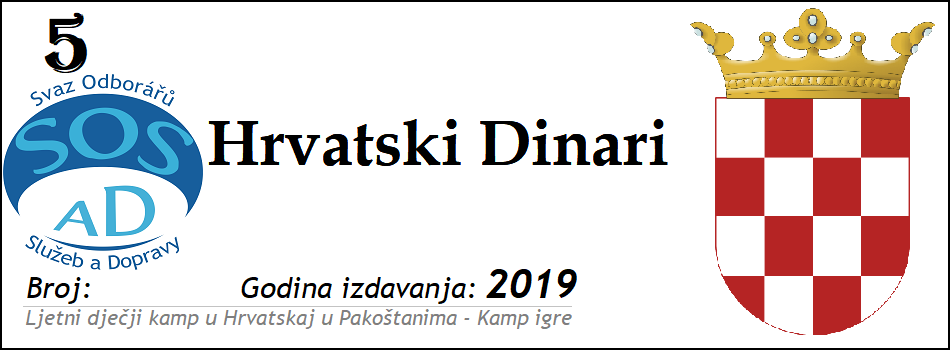 5
Svaz Odborářů
SOS
AD
Služeb a Dopravy
Hrvatski Dinari
Broj: Godina izdavanja: 2019
Ljetni dječji kamp u Hrvatskaj u Pakoštanima - Kamp igre